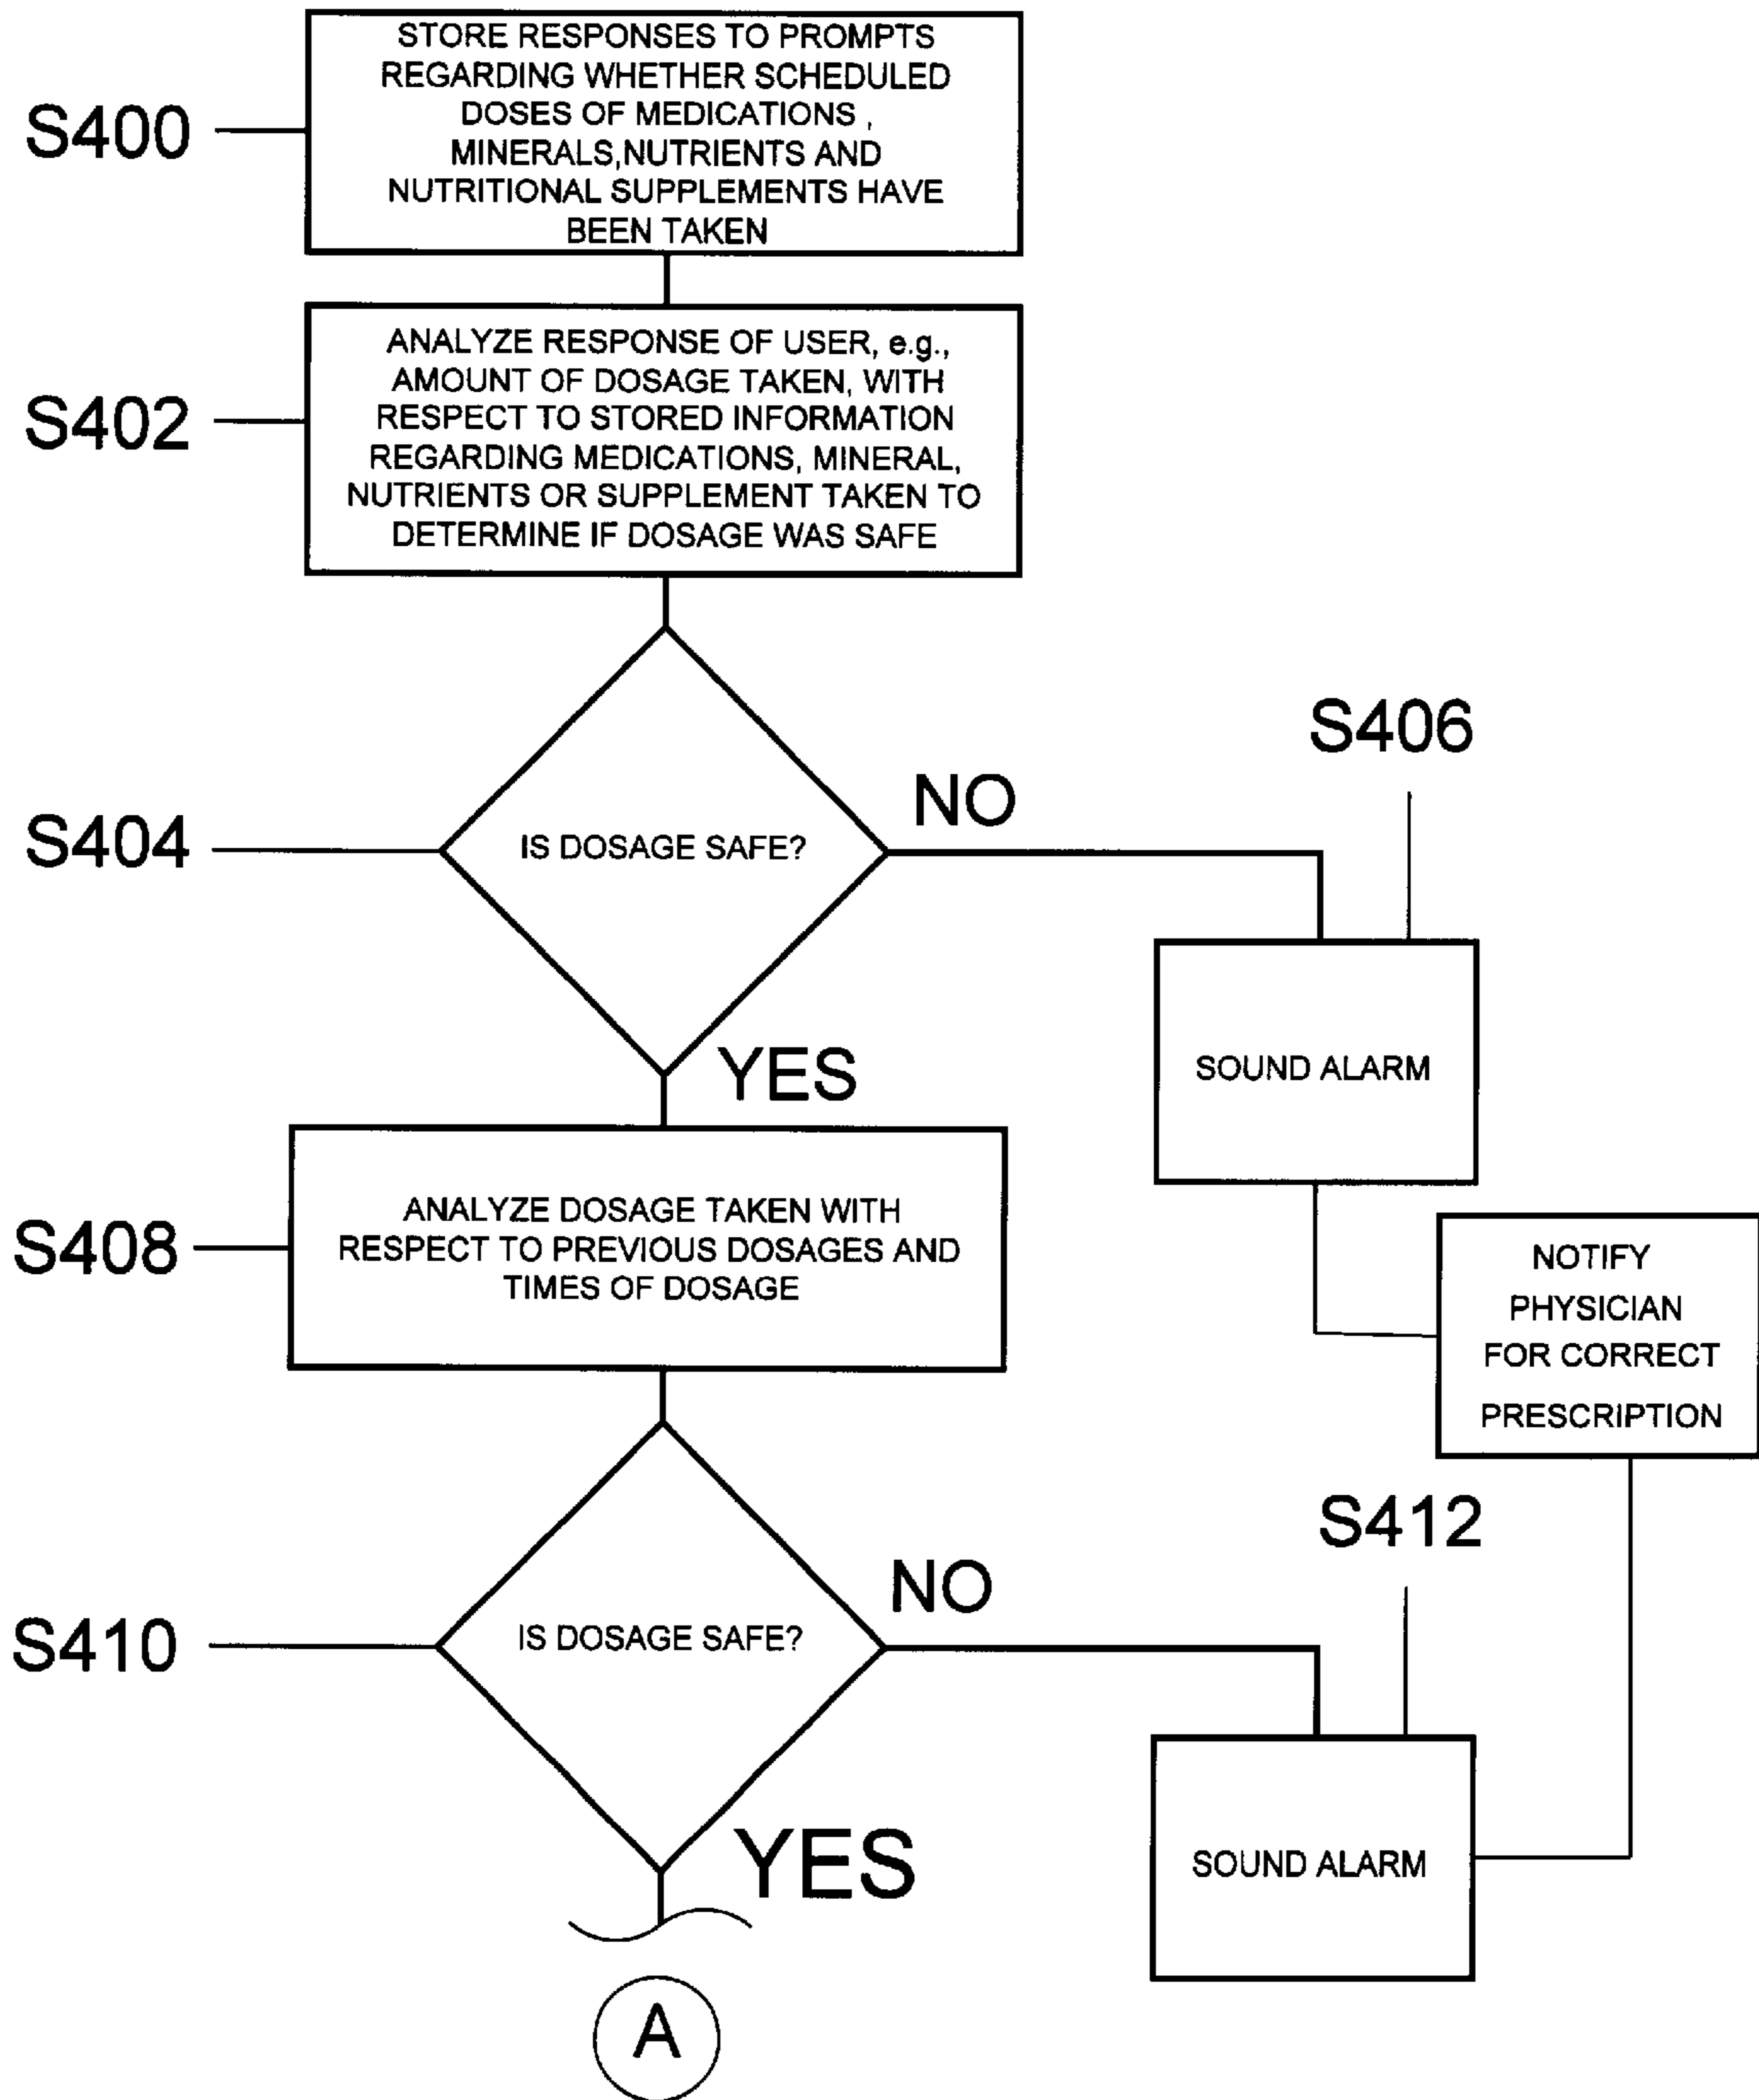 STORE RESPONSES TO PROMPTS
REGARDING WHETHER SCHEDULED
DOSES OF MEDICATIONS ,
MINERALS,NUTRIENTS AND
NUTRITIONAL SUPPLEMENTS HAVE
BEEN TAKEN
S400
ANALYZE RESPONSE OF USER, e.g.,
AMOUNT OF DOSAGE TAKEN, WITH
RESPECT TO STORED INFORMATION
REGARDING MEDICATIONS, MINERAL,
NUTRIENTS OR SUPPLEMENT TAKEN TO
DETERMINE IF DOSAGE WAS SAFE
S402
S404
IS DOSAGE SAFE?
NO
S406
SOUND ALARM
YES
S408
ANALYZE DOSAGE TAKEN WITH
RESPECT TO PREVIOUS DOSAGES AND
TIMES OF DOSAGE
NOTIFY
PHYSICIAN
FOR CORRECT
PRESCRIPTION
S410
IS DOSAGE SAFE?
NO
S412
SOUND ALARM
YES
A